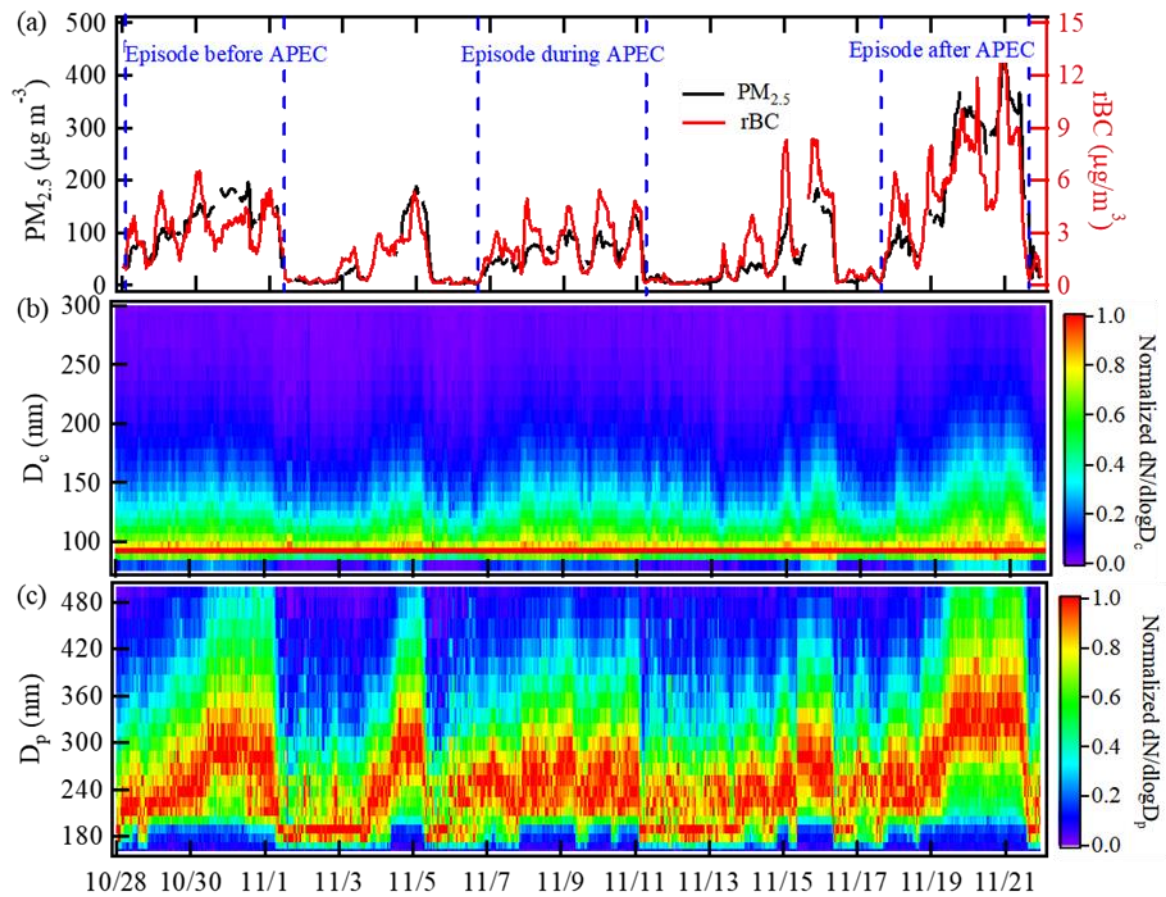 (a)
500
400
300
200
100
0
PM2.5 (μg m-3)
Episode before APEC
Episode during APEC
Episode after APEC
PM2.5
rBC
15
12
9
6
3
0
rBC (μg/m3)
(b)
300
250
200
150
100
Dc (nm)
1.0
0.8
0.6
0.4
0.2
0.0
Normalized dN/dlogDc
(c)
480
420
360
300
240
180
Dp (nm)
1.0
0.8
0.6
0.4
0.2
0.0
Normalized dN/dlogDp
10/28 10/30 11/1 11/3 11/5 11/7 11/9 11/11 11/13 11/15 11/17 11/19 11/21